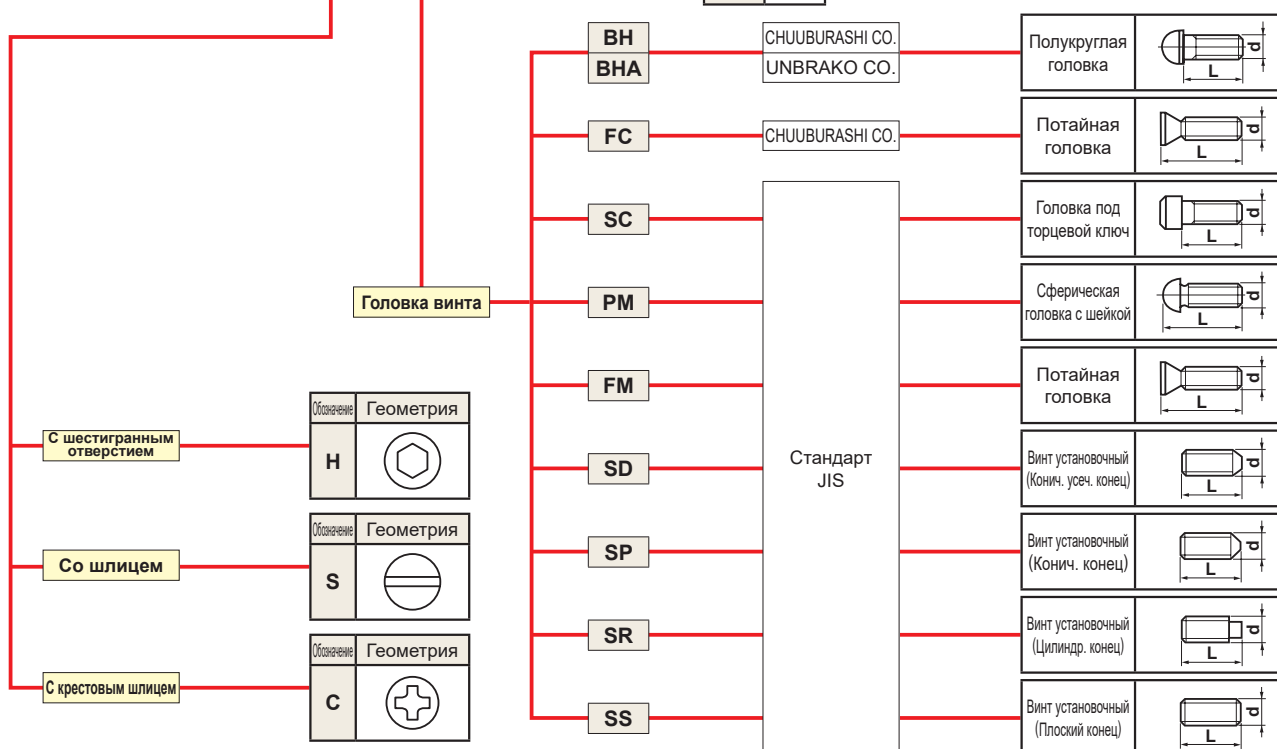 BH
CHUUBURASHI CO.
Полукруглая
головка
d
L
BHA
UNBRAKO CO.
FC
CHUUBURASHI CO.
Потайная
головка
d
L
SC
Головка под
торцевой ключ
d
L
Головка винта
PM
Сферическая
головка с шейкой
d
L
FM
Потайная
головка
d
L
SD
Стандарт
JIS
Винт установочный
(Конич. усеч. конец)
d
L
SP
Винт установочный
(Конич. конец)
d
L
SR
Винт установочный
(Цилиндр. конец)
d
L
SS
Винт установочный
(Плоский конец)
d
L
С шестигранным
отверстием
Обозначение Геометрия
H
Со шлицем
Обозначение Геометрия
S
С крестовым шлицем
Обозначение Геометрия
C